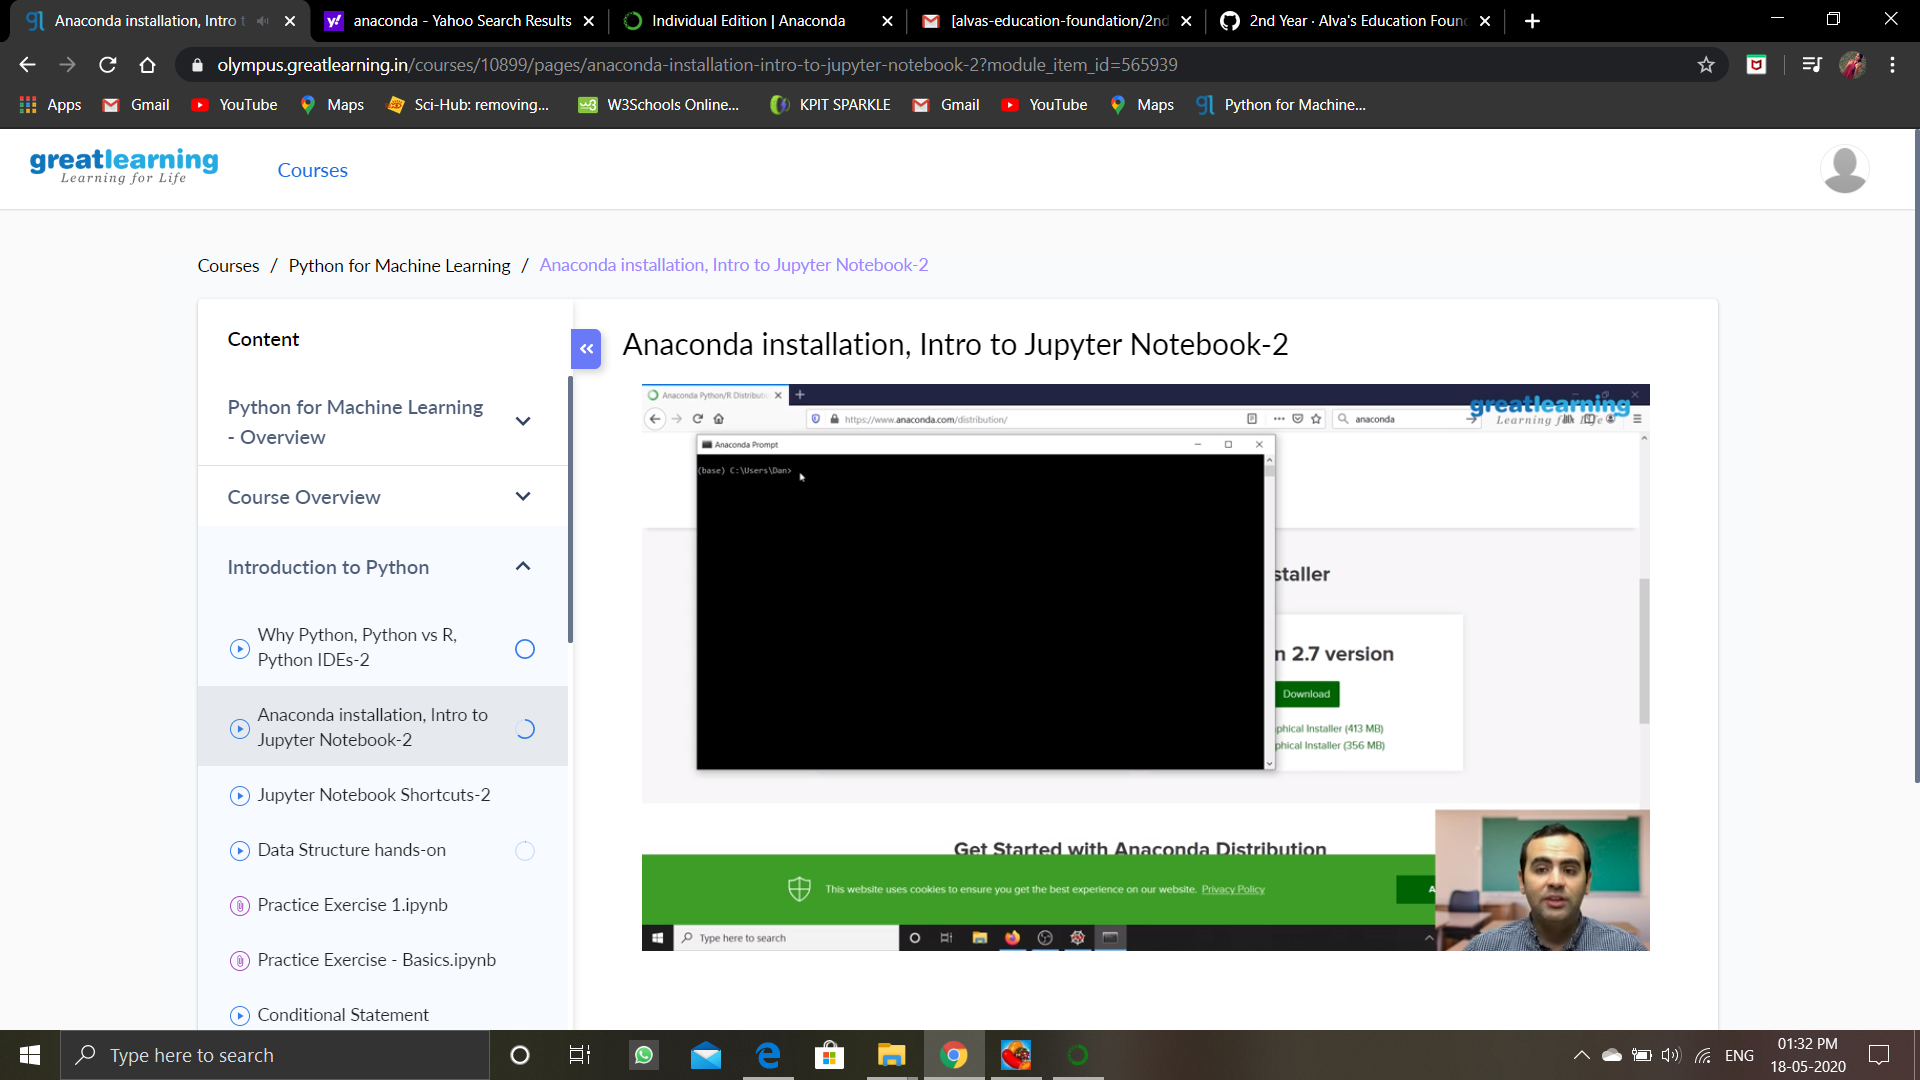 Anaconda installation, Intro t
anaconda - Yahoo Search Results
Individual Edition | Anaconda
[alvas-education-foundation/2nd
2nd Year · Alva's Education Foun
olympus.greatlearning.in/courses/10899/pages/anaconda-installation-intro-to-jupyter-notebook-2?module_item_id=565939
Apps
Gmail
YouTube
Maps
Sci-Hub: removing...
W3Schools Online...
KPIT SPARKLE
Gmail
YouTube
Maps
Python for Machine...
greatlearning
Learning for Life
Courses
Courses / Python for Machine Learning / Anaconda installation, Intro to Jupyter Notebook-2
Content
Python for Machine Learning
- Overview
Course Overview
Introduction to Python
Why Python, Python vs R,
Python IDEs-2
Anaconda installation, Intro to
Jupyter Notebook-2
Jupyter Notebook Shortcuts-2
Data Structure hands-on
Practice Exercise 1.ipynb
Practice Exercise - Basics.ipynb
Conditional Statement
Anaconda installation, Intro to Jupyter Notebook-2
Anaconda Python/R Distributi
https://www.anaconda.com/distribution/
anaconda
greatlearning
Learning for Life
Anaconda Prompt
(base) C:\Users\Dan>
staller
n 2.7 version
Download
phical Installer (413 MB)
phical Installer (356 MB)
Get Started with Anaconda Distribution
This website uses cookies to ensure you get the best experience on our website. Privacy Policy
A
Type here to search
Type here to search
ENG
01:32 PM
18-05-2020